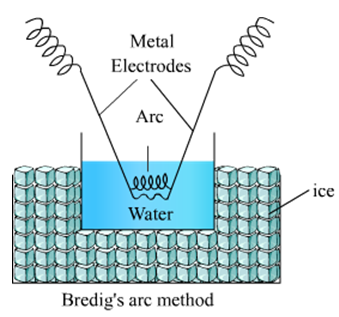 Metal
Electrodes
Arc
Water
ice
Bredig's arc method